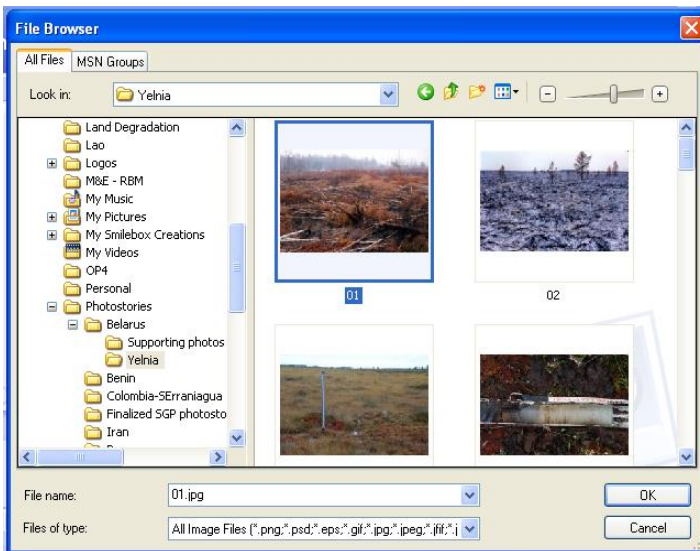 File Browser
All Files
MSN Groups
Look in:
Yelnia
Land Degradation
Lao
Logos
M&E - RBM
My Music
My Pictures
My Smilebox Creations
My Videos
OP4
Personal
Photostories
Belarus
Supporting photos
Yelnia
Benin
Colombia-SErraniagua
Finalized SGP photosto
Iran
01
02
File name:
01.jpg
OK
Files of type:
All Image Files (*.png;*.psd;*.eps;*.gif;*.jpg;*.jpeg;*.jfif;*.j
Cancel